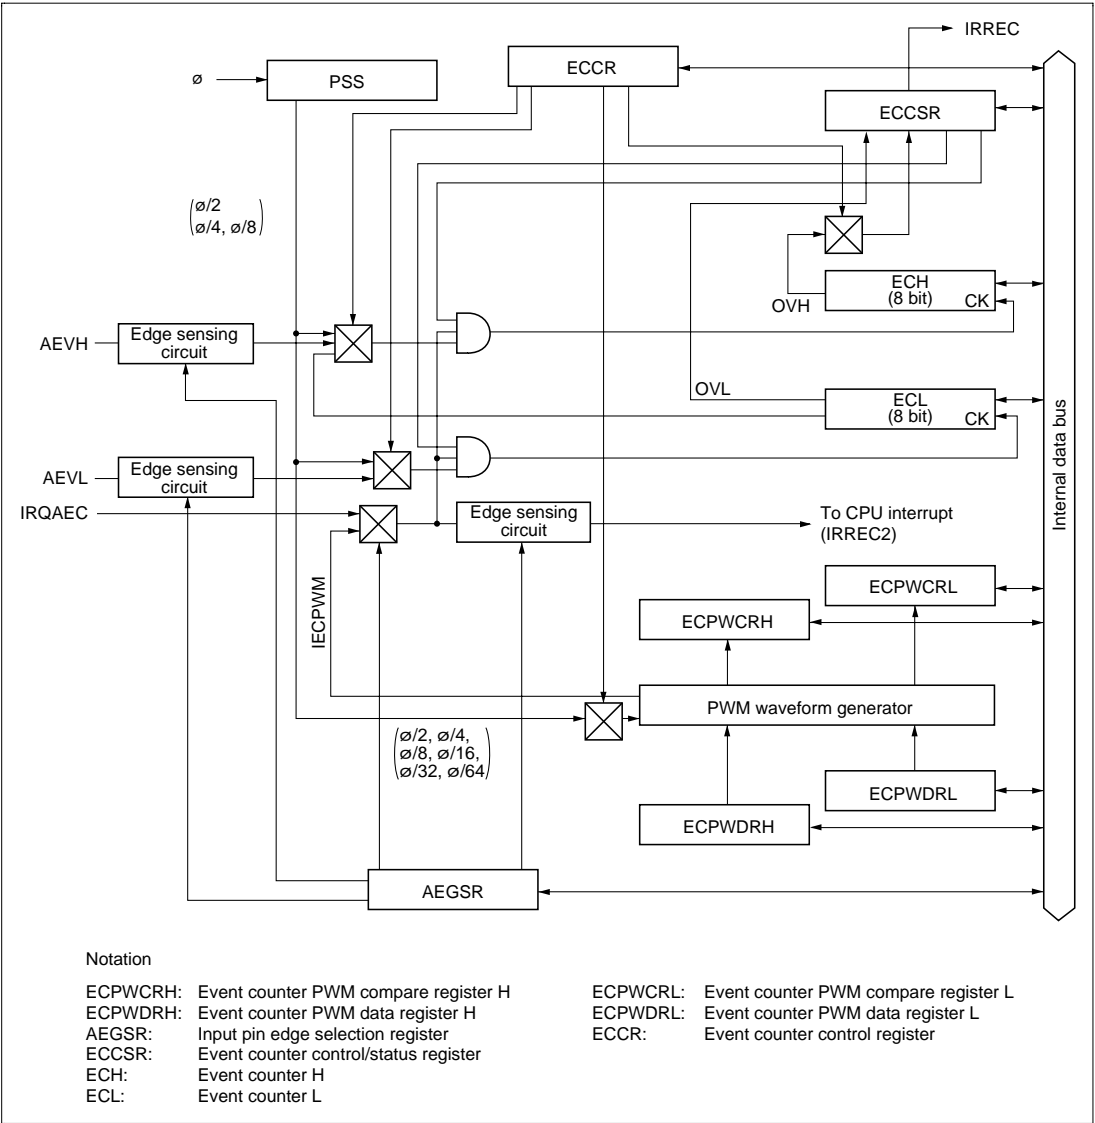 IRREC
ø
PSS
ECCR
ECCSR
ø/2
ø/4, ø/8
OVH
ECH
(8 bit)
CK
AEVH
Edge sensing
circuit
OVL
ECL
(8 bit)
CK
Internal data bus
AEVL
Edge sensing
circuit
IRQAEC
Edge sensing
circuit
To CPU interrupt
(IRREC2)
IECPWM
ECPWCRL
ECPWCRH
PWM waveform generator
ø/2, ø/4,
ø/8, ø/16,
ø/32, ø/64
ECPWDRL
ECPWDRH
AEGSR
Notation
ECPWCRH: Event counter PWM compare register H
ECPWDRH: Event counter PWM data register H
AEGSR: Input pin edge selection register
ECCSR: Event counter control/status register
ECH: Event counter H
ECL: Event counter L
ECPWCRL: Event counter PWM compare register L
ECPWDRL: Event counter PWM data register L
ECCR: Event counter control register